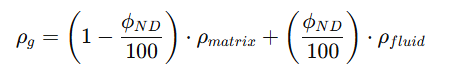 ρ_g = (1 − ϕ_ND/100) · ρ_matrix + (ϕ_ND/100) · ρ_fluid